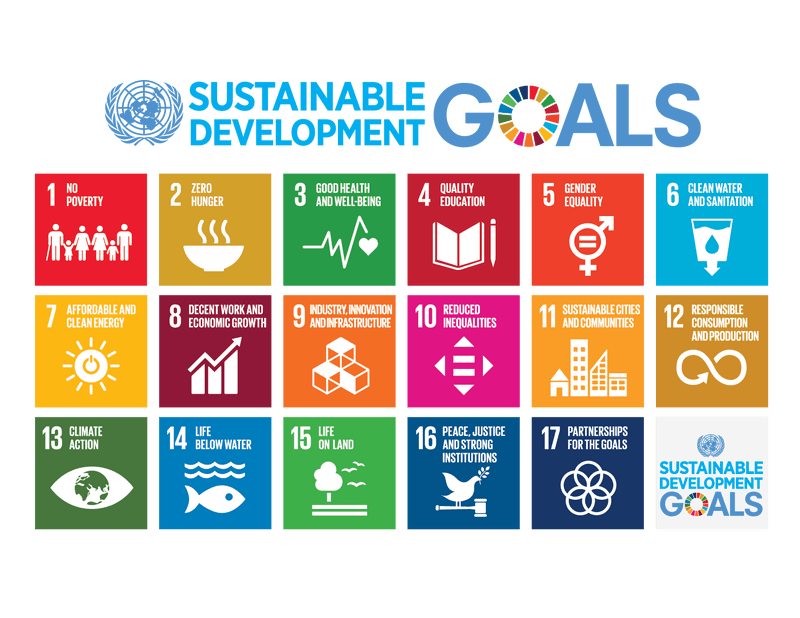 SUSTAINABLE
DEVELOPMENT
GOALS
1 NO
POVERTY
2 ZERO
HUNGER
3 GOOD HEALTH
AND WELL-BEING
4 QUALITY
EDUCATION
5 GENDER
EQUALITY
6 CLEAN WATER
AND SANITATION
7 AFFORDABLE AND
CLEAN ENERGY
8 DECENT WORK AND
ECONOMIC GROWTH
9 INDUSTRY, INNOVATION
AND INFRASTRUCTURE
10 REDUCED
INEQUALITIES
11 SUSTAINABLE CITIES
AND COMMUNITIES
12 RESPONSIBLE
CONSUMPTION
AND PRODUCTION
13 CLIMATE
ACTION
14 LIFE
BELOW WATER
15 LIFE
ON LAND
16 PEACE, JUSTICE
AND STRONG
INSTITUTIONS
17 PARTNERSHIPS
FOR THE GOALS
SUSTAINABLE
DEVELOPMENT
GOALS